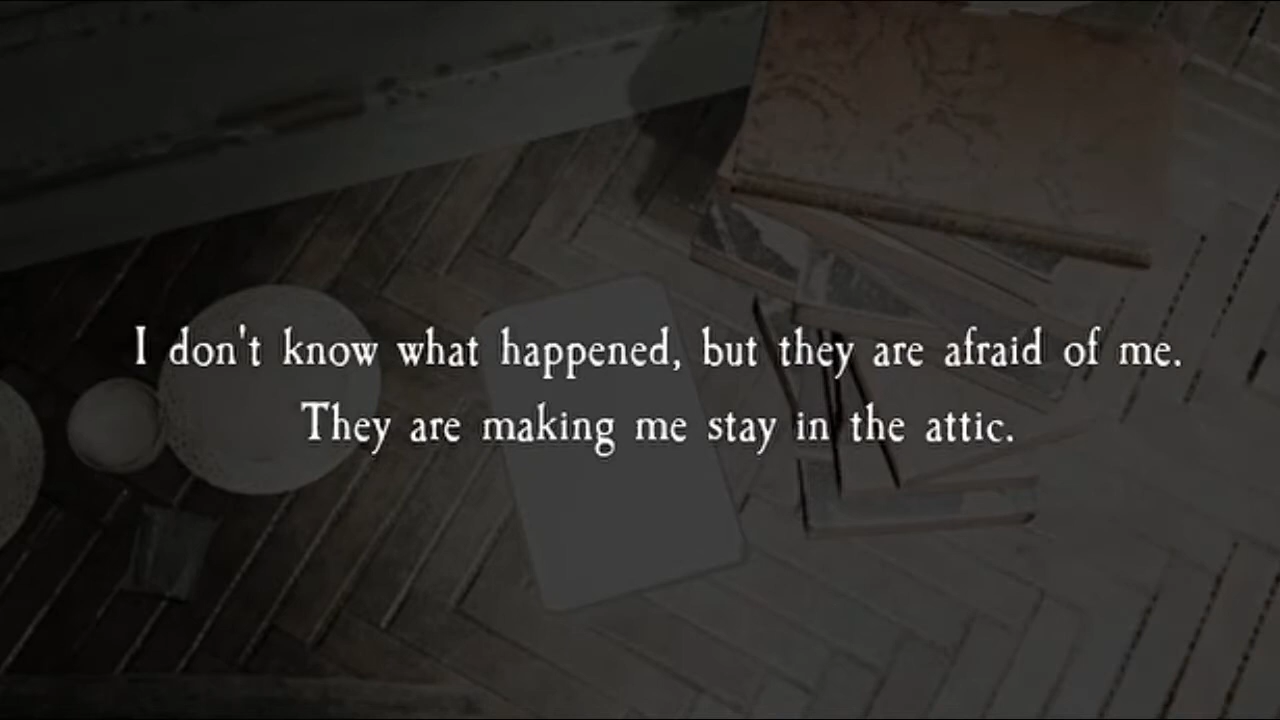 I don't know what happened, but they are afraid of me.
They are making me stay in the attic.